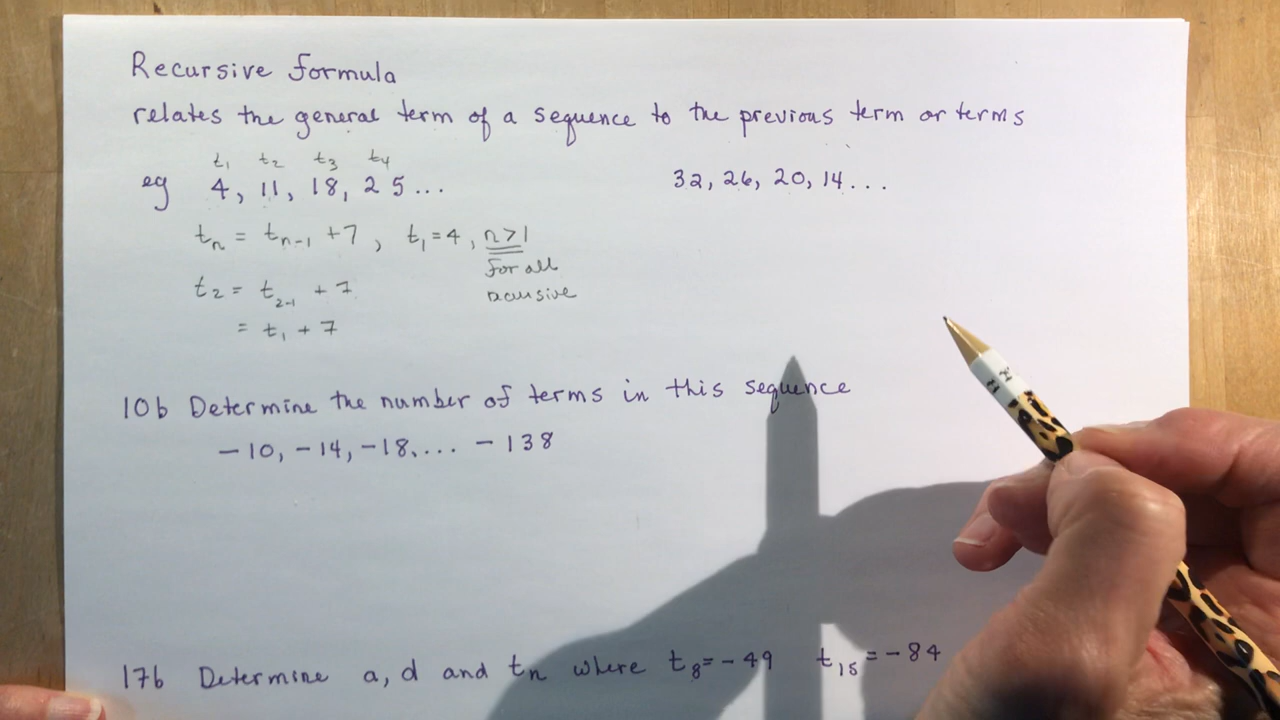 Recursive formula
relates the general term of a sequence to the previous term or terms
t₁ t₂ t₃ t₄
eg 4, 11, 18, 25...
32, 26, 20, 14...
tₙ = tₙ₋₁ +7, t₁=4, n>1
for all
recursive
t₂ = t₂₋₁ + 7
= t₁ + 7
10b Determine the number of terms in this sequence
-10, -14, -18, ... -138
17b Determine a, d and tₙ where t₈=-49 t₁₅=-84